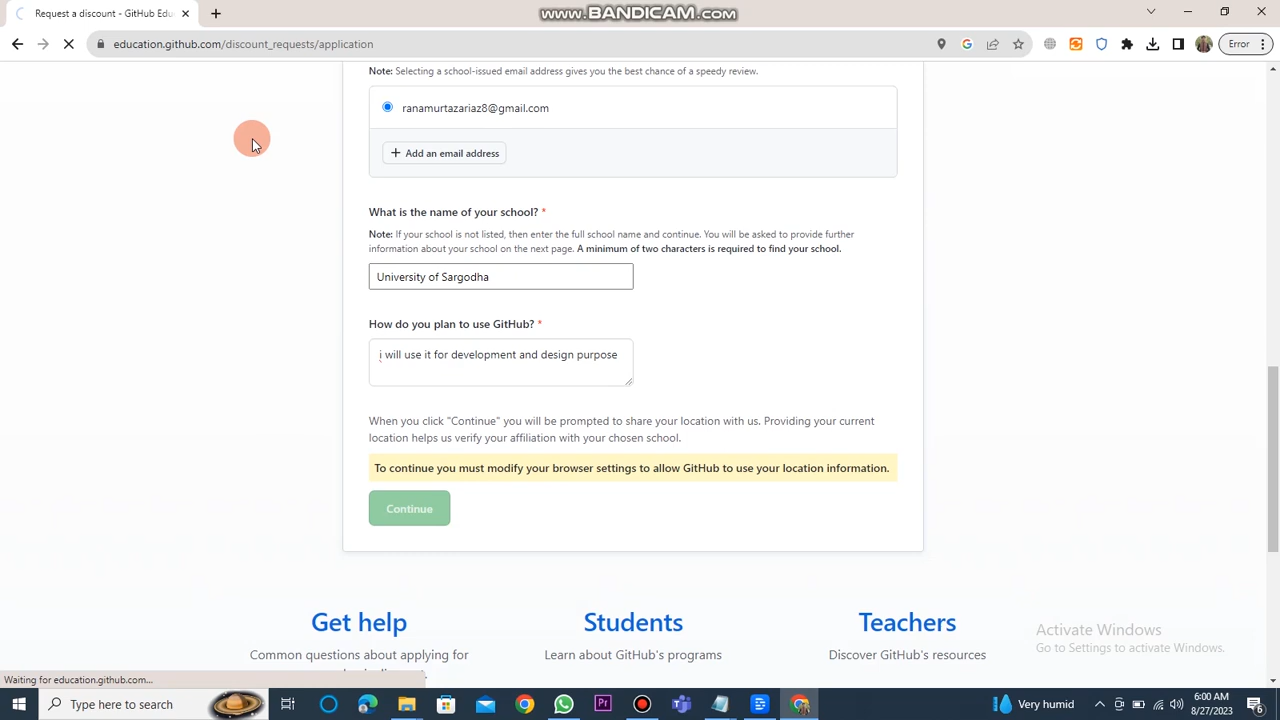 Request a discount - GitHub Edu
WWW.BANDICAM.COM
education.github.com/discount_requests/application
Error
Note: Selecting a school-issued email address gives you the best chance of a speedy review.
ranamurtazariaz8@gmail.com
+ Add an email address
What is the name of your school? *
Note: If your school is not listed, then enter the full school name and continue. You will be asked to provide further
information about your school on the next page. A minimum of two characters is required to find your school.
University of Sargodha
How do you plan to use GitHub? *
i will use it for development and design purpose
When you click "Continue" you will be prompted to share your location with us. Providing your current
location helps us verify your affiliation with your chosen school.
To continue you must modify your browser settings to allow GitHub to use your location information.
Continue
Get help
Students
Teachers
Common questions about applying for
Learn about GitHub's programs
Discover GitHub's resources
Activate Windows
Go to Settings to activate Windows.
Waiting for education.github.com...
Type here to search
Very humid
6:00 AM
8/27/2023
6